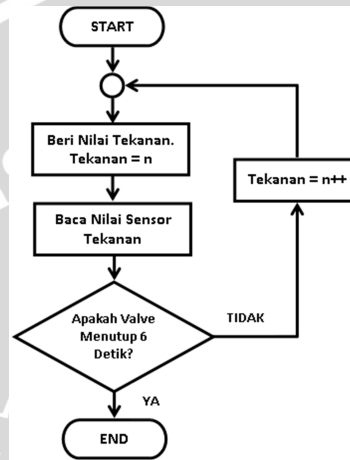 START
Beri Nilai Tekanan.
Tekanan = n
Tekanan = n++
Baca Nilai Sensor
Tekanan
Apakah Valve
Menutup 6
Detik?
TIDAK
YA
END